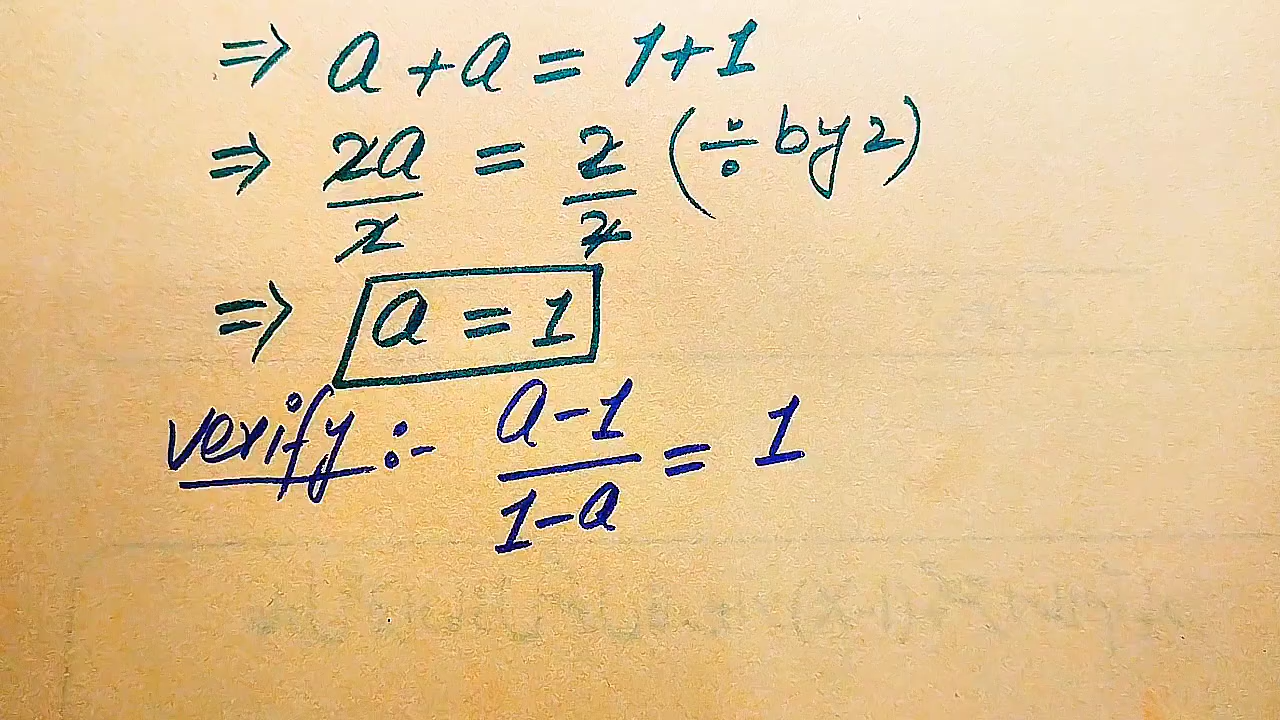 ⇒ a + a = 1 + 1
⇒ 2a/2 = 2/2 (÷ by 2)
⇒ a = 1
verify :- a-1/1-a = 1